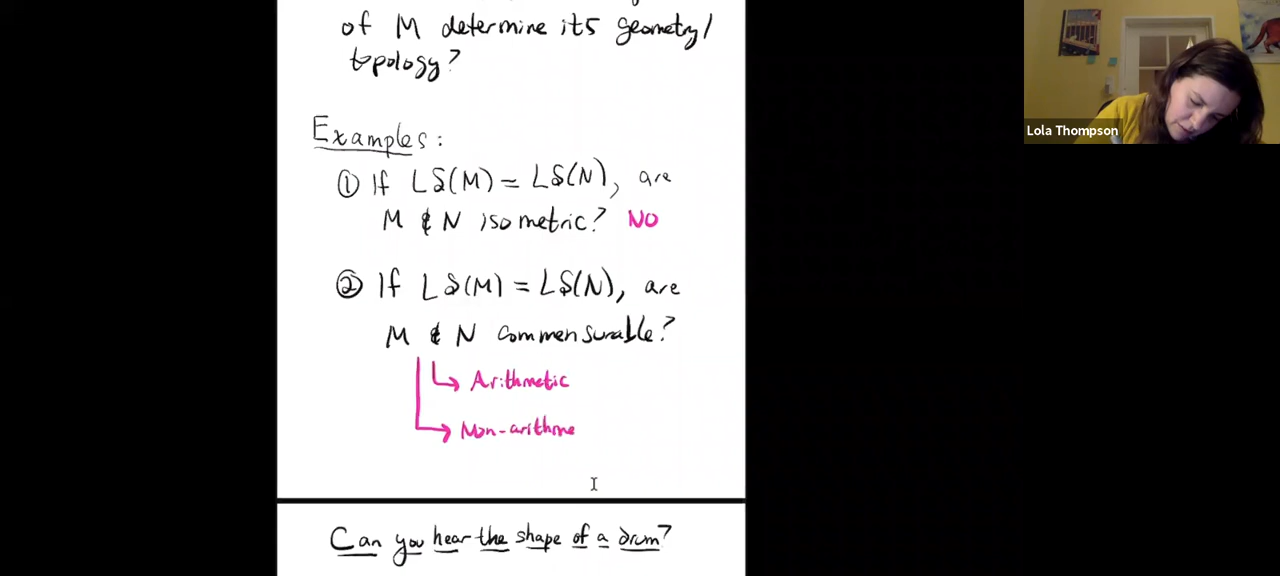 of M determine its geometry/
topology?
Examples:
① If LS(M) = LS(N), are
M & N isometric? NO
② If LS(M) = LS(N), are
M & N commensurable?
↳ Arithmetic
↳ Non-arithme
Can you hear the shape of a drum?
Lola Thompson